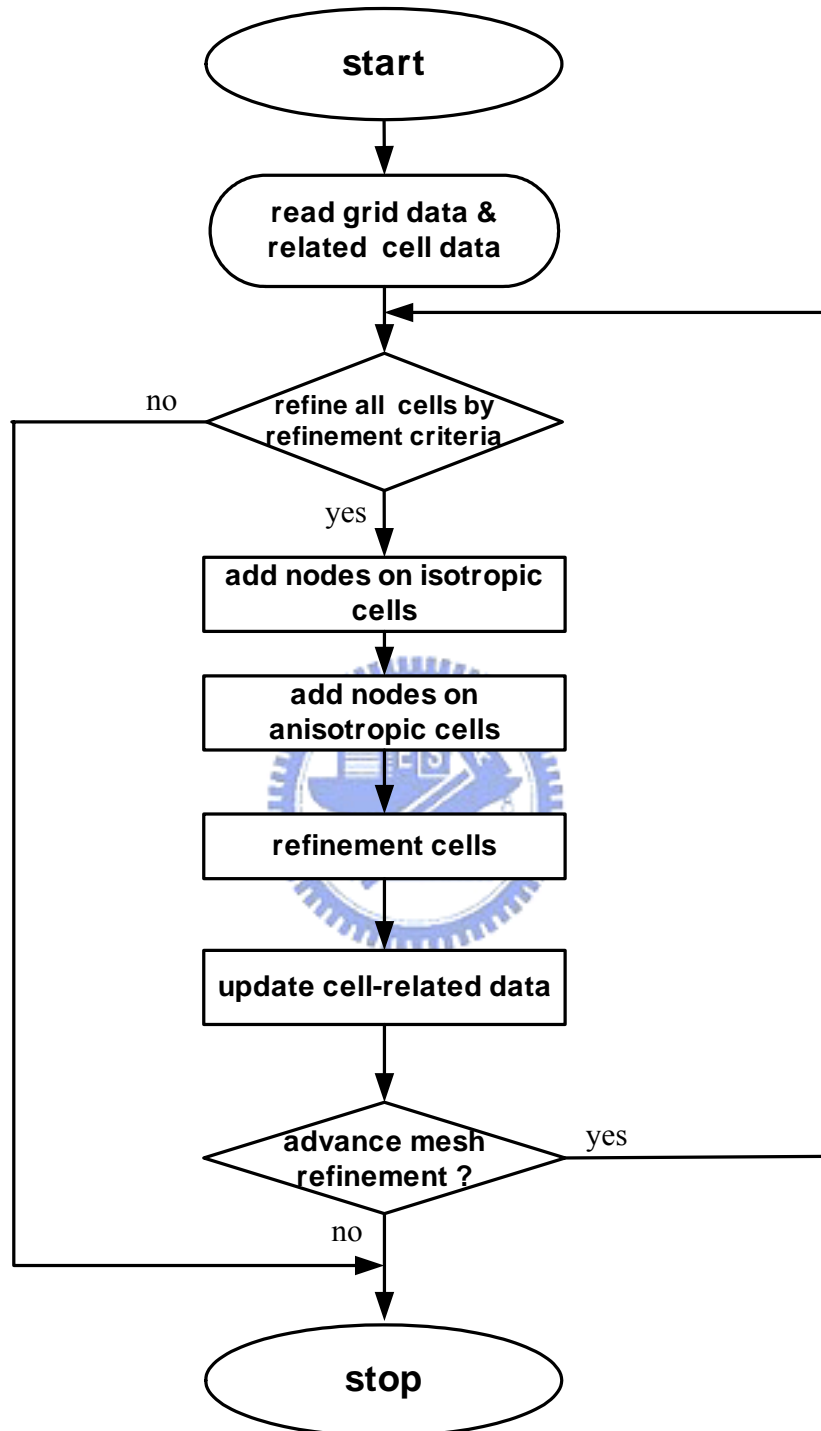 start
read grid data &
related cell data
no
refine all cells by
refinement criteria
yes
add nodes on isotropic
cells
add nodes on
anisotropic cells
refinement cells
update cell-related data
advance mesh
refinement ?
yes
no
stop